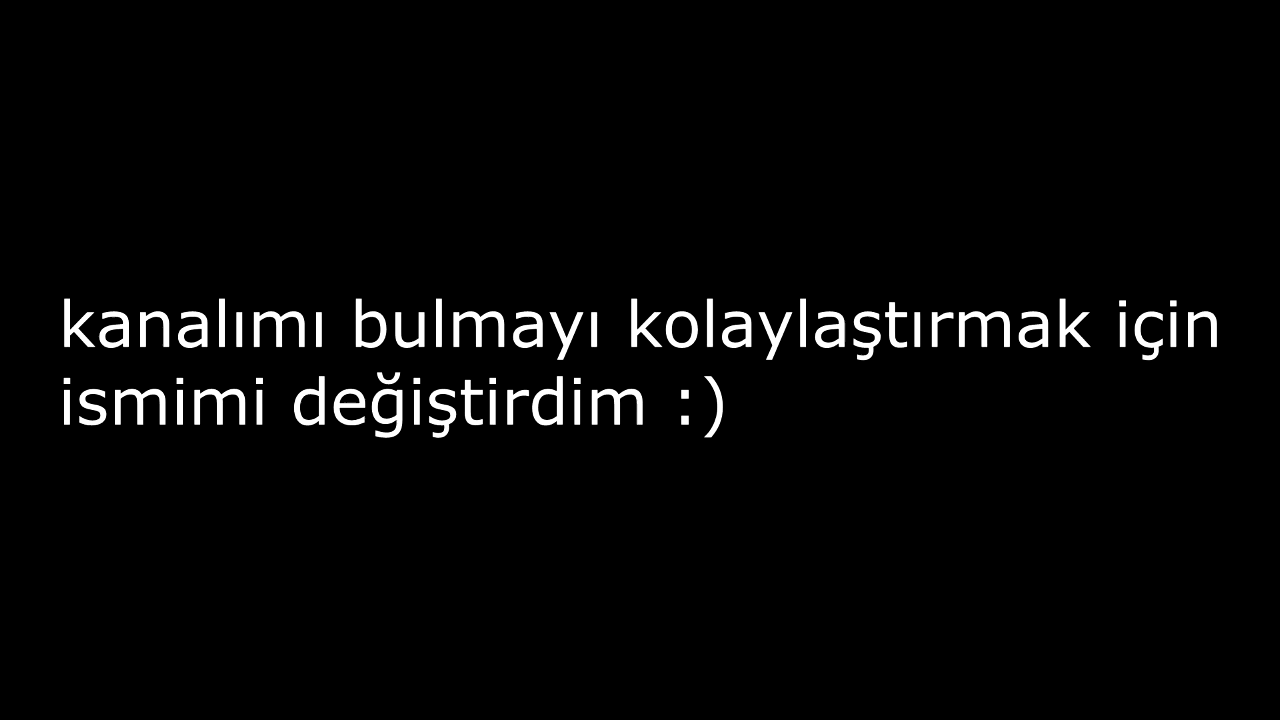 kanalımı bulmayı kolaylaştırmak için
ismimi değiştirdim :)